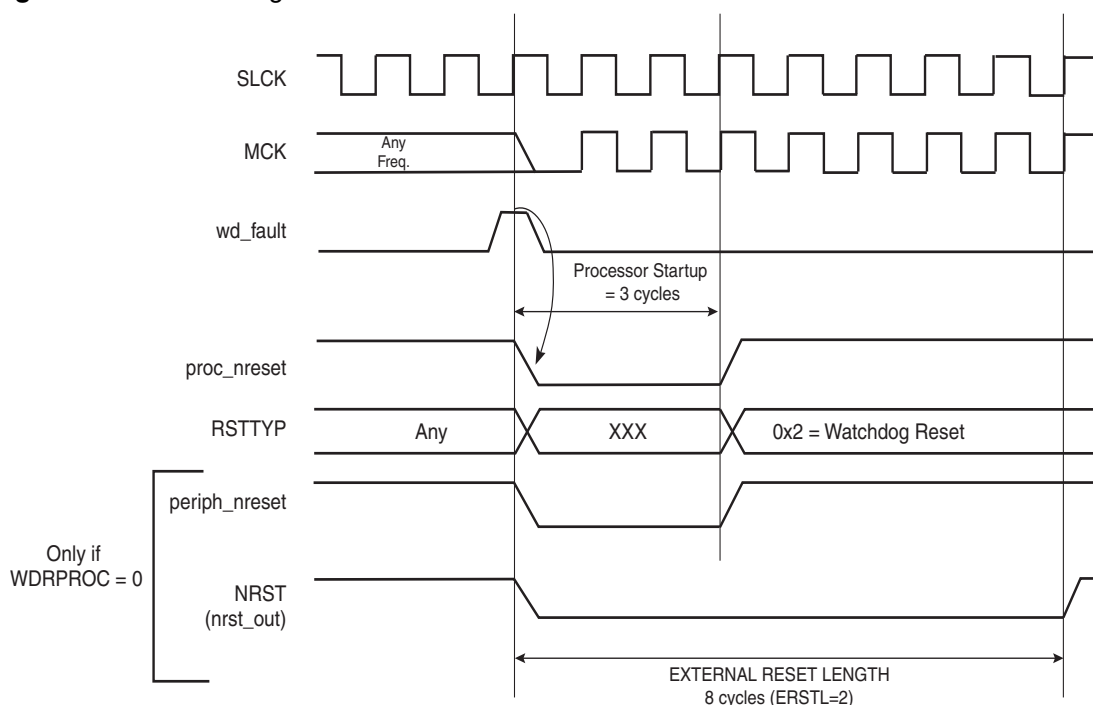 SLCK
MCK
Any
Freq.
wd_fault
Processor Startup
= 3 cycles
proc_nreset
RSTTYP
Any
XXX
0x2 = Watchdog Reset
periph_nreset
Only if
WDRPROC = 0
NRST
(nrst_out)
EXTERNAL RESET LENGTH
8 cycles (ERSTL=2)